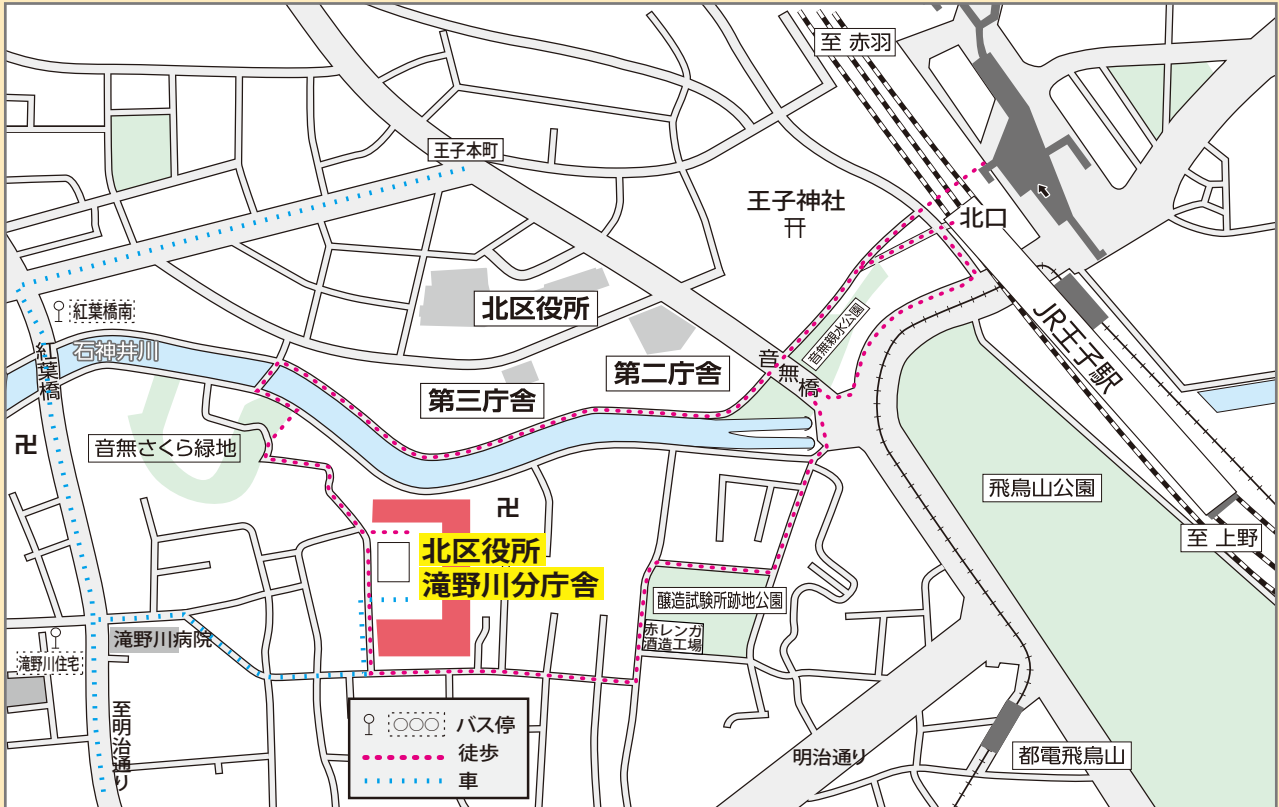 至 赤羽
王子本町
王子神社
北口
紅葉橋南
北区役所
JR王子駅
音無親水公園
石神井川
紅葉橋
第二庁舎
音無橋
第三庁舎
音無さくら緑地
飛鳥山公園
至 上野
北区役所
滝野川分庁舎
醸造試験所跡地公園
赤レンガ
酒造工場
滝野川病院
滝野川住宅
至明治通り
○○○ バス停
徒歩
車
明治通り
都電飛鳥山